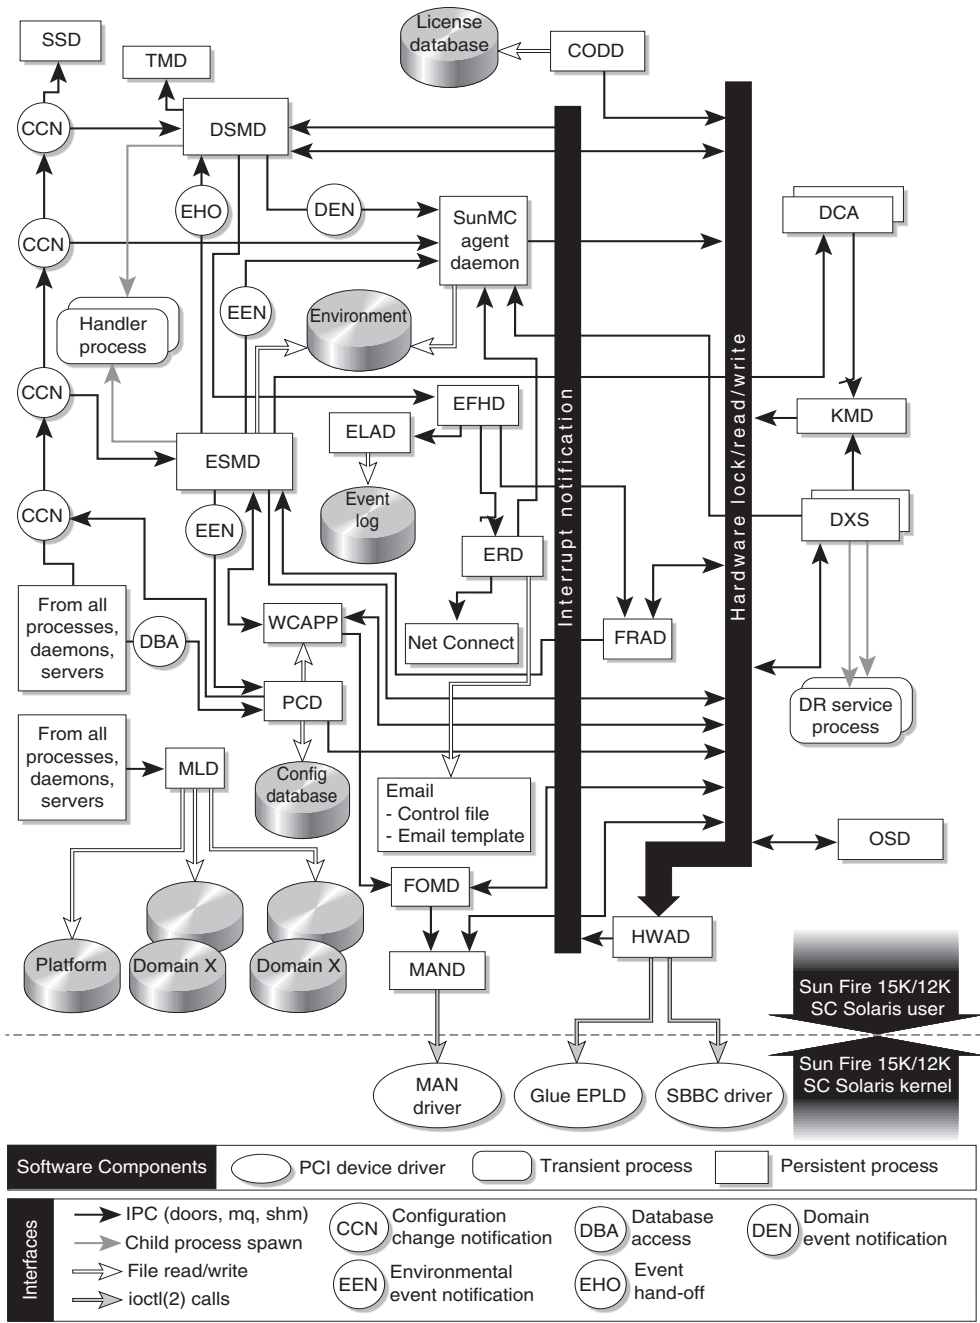 License
database
CODD
SSD
TMD
CCN
DSMD
EHO
DEN
SunMC
agent
daemon
DCA
CCN
EEN
Environment
Handler
process
Interrupt notification
Hardware lock/read/write
CCN
EFHD
KMD
ELAD
ESMD
Event
log
CCN
EEN
DXS
ERD
From all
processes,
daemons,
servers
DBA
WCAPP
Net Connect
FRAD
PCD
DR service
process
From all
processes,
daemons,
servers
MLD
Config
database
Email
- Control file
- Email template
OSD
FOMD
HWAD
Platform
Domain X
Domain X
MAND
Sun Fire 15K/12K
SC Solaris user
Sun Fire 15K/12K
SC Solaris kernel
MAN
driver
Glue EPLD
SBBC driver
Software Components
PCI device driver
Transient process
Persistent process
Interfaces
IPC (doors, mq, shm)
Child process spawn
File read/write
ioctl(2) calls
CCN
Configuration
change notification
EEN
Environmental
event notification
DBA
Database
access
EHO
Event
hand-off
DEN
Domain
event notification